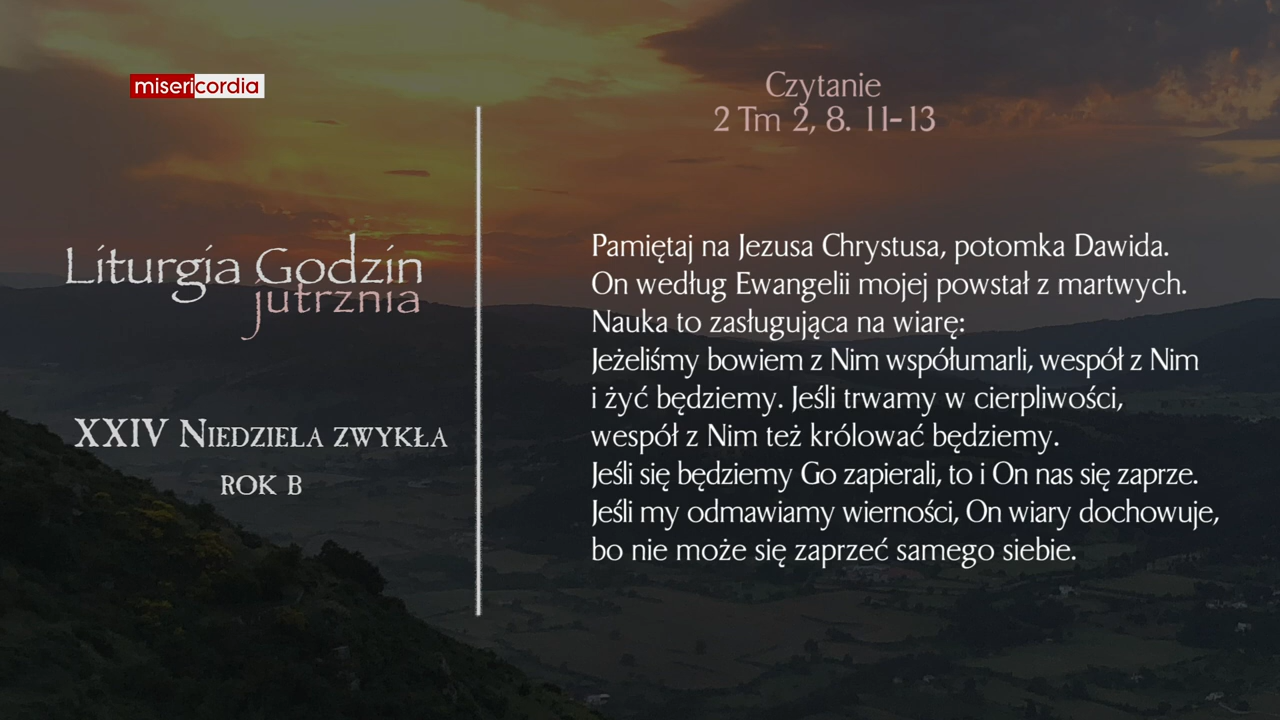 misericordia
Liturgia Godzin
jutrznia
XXIV Niedziela zwykła
rok B
Czytanie
2 Tm 2, 8. 11-13
Pamiętaj na Jezusa Chrystusa, potomka Dawida.
On według Ewangelii mojej powstał z martwych.
Nauka to zasługująca na wiarę:
Jeżeliśmy bowiem z Nim współumarli, wespół z Nim
i żyć będziemy. Jeśli trwamy w cierpliwości,
wespół z Nim też królować będziemy.
Jeśli się będziemy Go zapierali, to i On nas się zaprze.
Jeśli my odmawiamy wierności, On wiary dochowuje,
bo nie może się zaprzeć samego siebie.